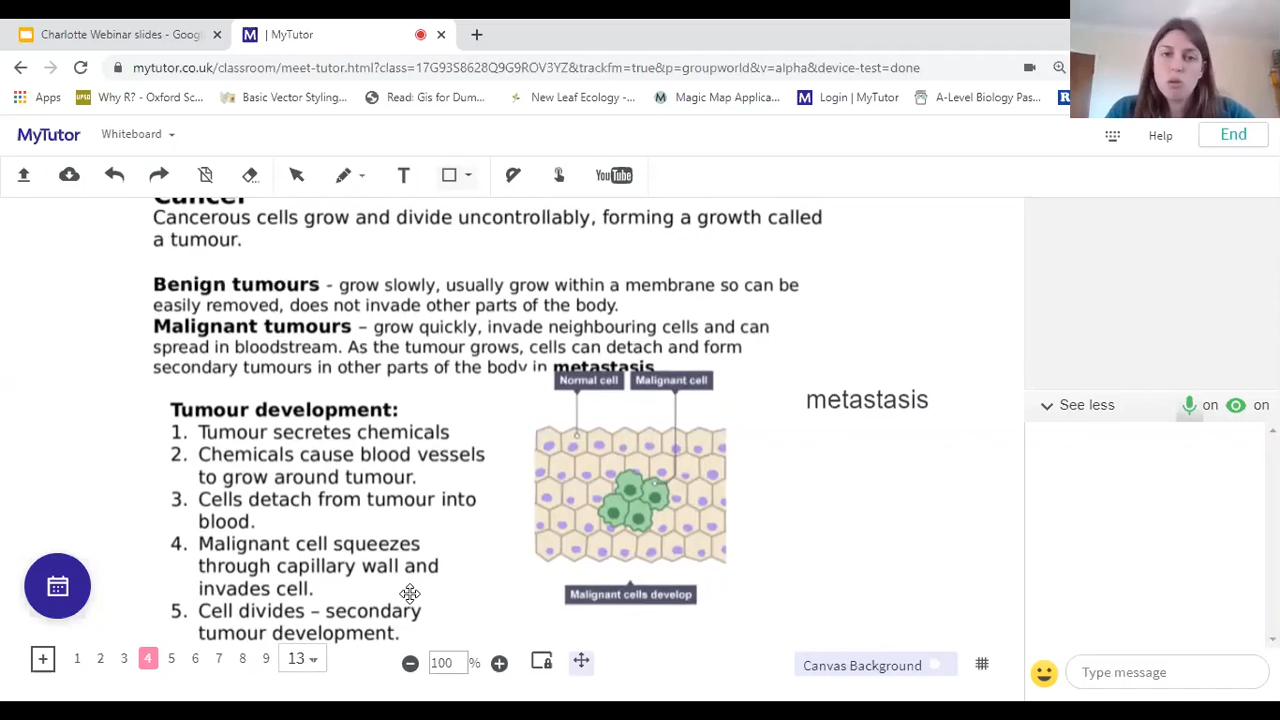 Charlotte Webinar slides - Goog
| MyTutor
mytutor.co.uk/classroom/meet-tutor.html?class=17G93S8S28Q9G9ROV3YZ&trackfm=true&p=groupworld&v=alpha&device-test=done
Apps
Why R? - Oxford Sc...
Basic Vector Styling...
Read: Gis for Dum...
New Leaf Ecology -...
Magic Map Applica...
Login | MyTutor
A-Level Biology Pas...
MyTutor
Whiteboard
Help
End
T
YouTube
Cancer
Cancerous cells grow and divide uncontrollably, forming a growth called
a tumour.
Benign tumours - grow slowly, usually grow within a membrane so can be
easily removed, does not invade other parts of the body.
Malignant tumours – grow quickly, invade neighbouring cells and can
spread in bloodstream. As the tumour grows, cells can detach and form
secondary tumours in other parts of the body in metastasis.
Normal cell
Malignant cell
metastasis
See less
on
on
Tumour development:
1. Tumour secretes chemicals
2. Chemicals cause blood vessels
to grow around tumour.
3. Cells detach from tumour into
blood.
4. Malignant cell squeezes
through capillary wall and
invades cell.
5. Cell divides – secondary
tumour development.
Malignant cells develop
1 2 3 4 5 6 7 8 9 13
100 %
Canvas Background
Type message